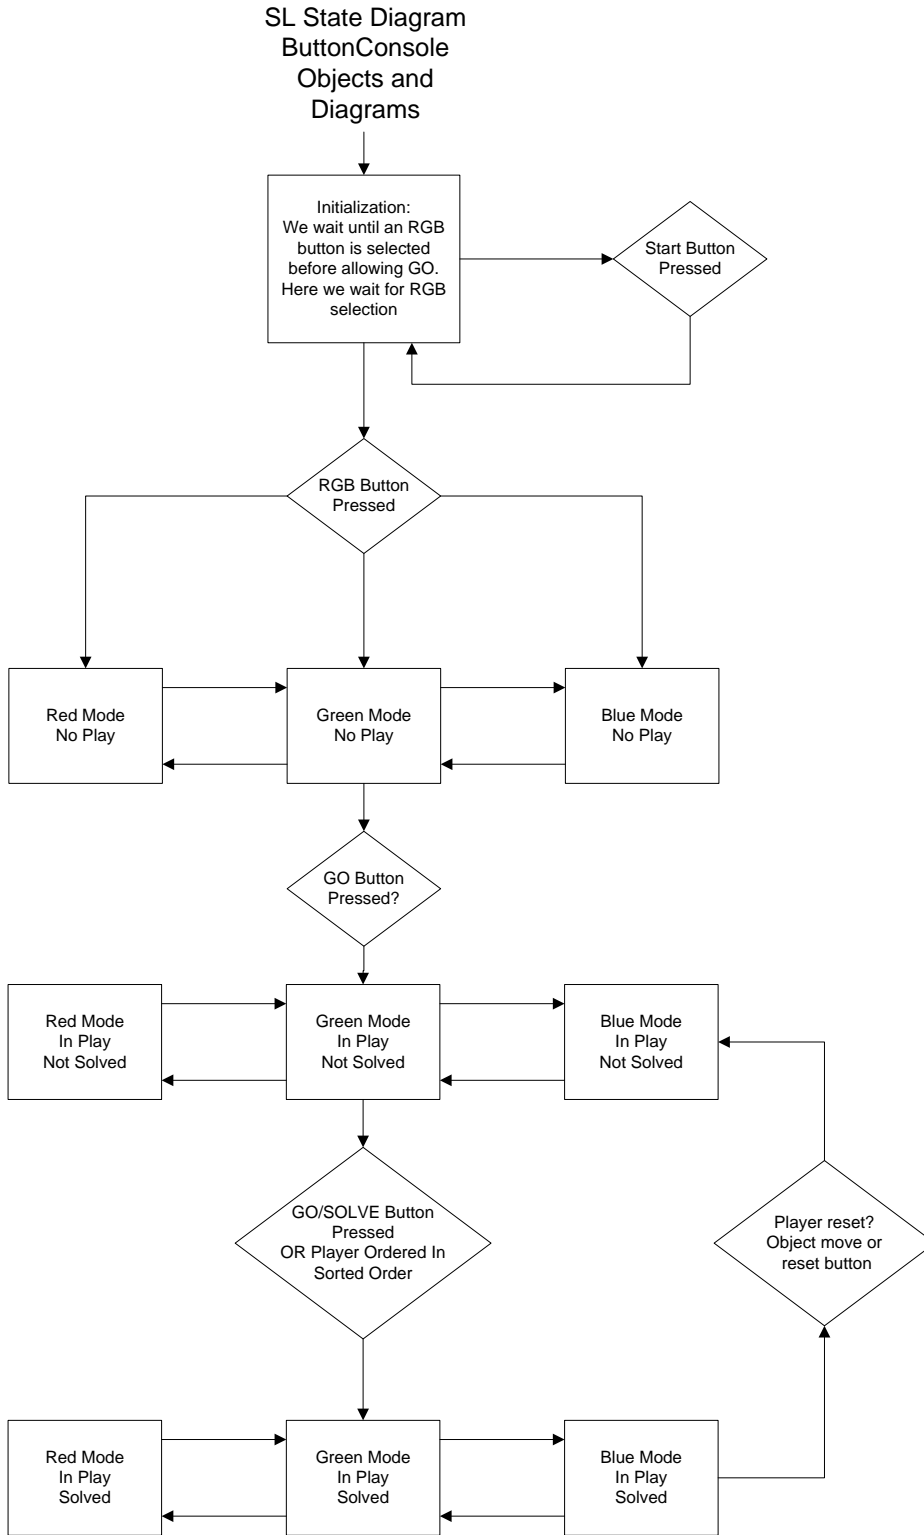 SL State Diagram
ButtonConsole
Objects and
Diagrams
Initialization:
We wait until an RGB
button is selected
before allowing GO.
Here we wait for RGB
selection
Start Button
Pressed
RGB Button
Pressed
Red Mode
No Play
Green Mode
No Play
Blue Mode
No Play
GO Button
Pressed?
Red Mode
In Play
Not Solved
Green Mode
In Play
Not Solved
Blue Mode
In Play
Not Solved
GO/SOLVE Button
Pressed
OR Player Ordered In
Sorted Order
Player reset?
Object move or
reset button
Red Mode
In Play
Solved
Green Mode
In Play
Solved
Blue Mode
In Play
Solved